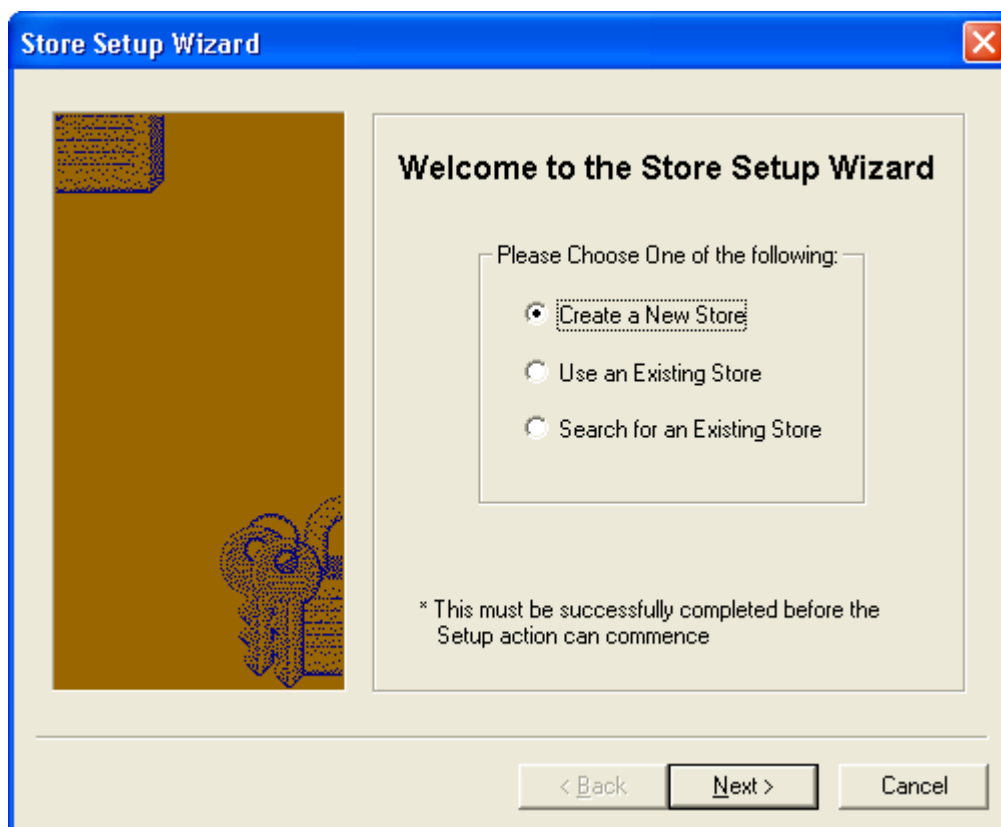 Store Setup Wizard
Welcome to the Store Setup Wizard
Please Choose One of the following:
Create a New Store
Use an Existing Store
Search for an Existing Store
* This must be successfully completed before the
Setup action can commence
< Back
Next >
Cancel